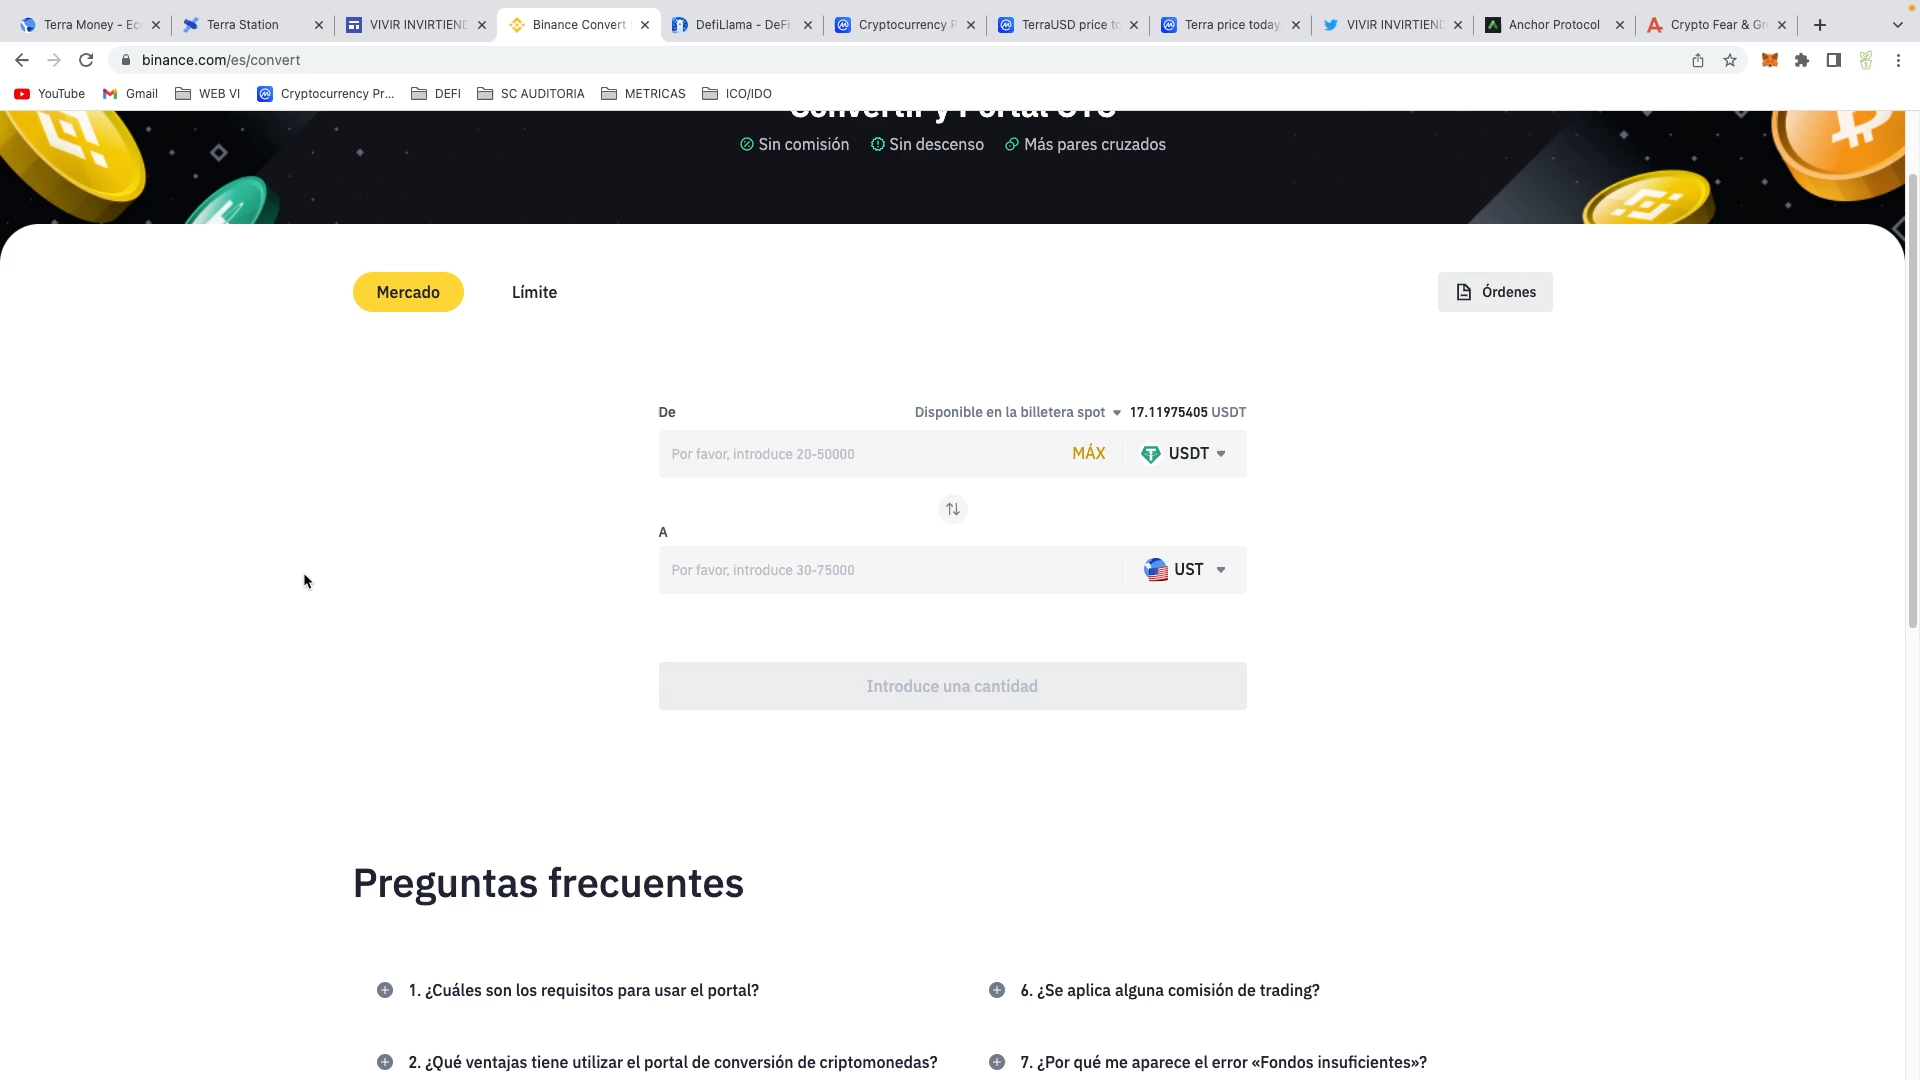 Terra Money - Ec
Terra Station
VIVIR INVIRTIEND
Binance Convert
DefiLlama - DeFi
Cryptocurrency P
TerraUSD price to
Terra price today,
VIVIR INVIRTIEND
Anchor Protocol
Crypto Fear & Gr
binance.com/es/convert
YouTube
Gmail
WEB VI
Cryptocurrency Pr...
DEFI
SC AUDITORIA
METRICAS
ICO/IDO
Convertir y Portal OTC
Sin comisión
Sin descenso
Más pares cruzados
Mercado
Límite
Órdenes
De
Disponible en la billetera spot
17.11975405 USDT
Por favor, introduce 20-50000
MÁX
USDT
A
Por favor, introduce 30-75000
UST
Introduce una cantidad
Preguntas frecuentes
1. ¿Cuáles son los requisitos para usar el portal?
6. ¿Se aplica alguna comisión de trading?
2. ¿Qué ventajas tiene utilizar el portal de conversión de criptomonedas?
7. ¿Por qué me aparece el error «Fondos insuficientes»?